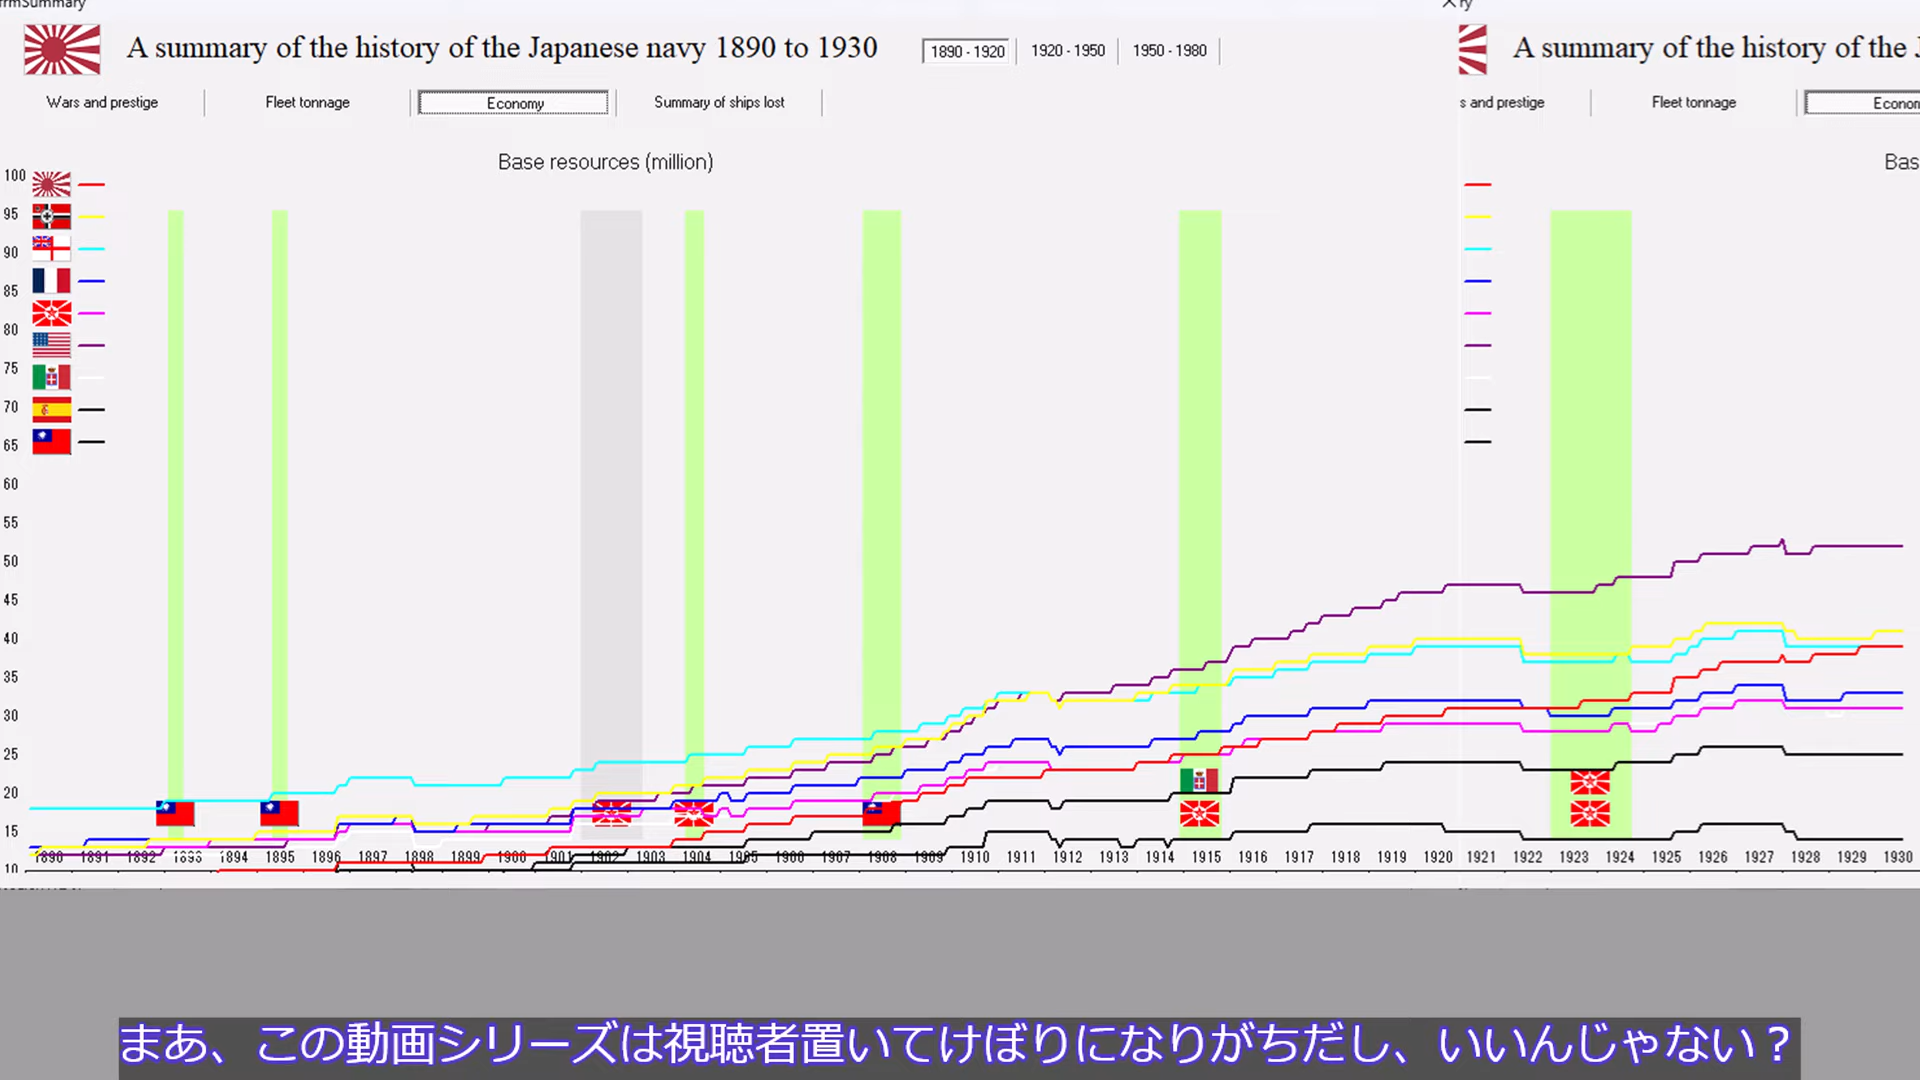 frmSummary
ry
A summary of the history of the Japanese navy 1890 to 1930
1890 - 1920
1920 - 1950
1950 - 1980
A summary of the history of the J
Wars and prestige
Fleet tonnage
Economy
Summary of ships lost
s and prestige
Fleet tonnage
Econom
Base resources (million)
Bas
100
95
90
85
80
75
70
65
60
55
50
45
40
35
30
25
20
15
10
1890 1891 1892 1893 1894 1895 1896 1897 1898 1899 1900 1901 1902 1903 1904 1905 1906 1907 1908 1909 1910 1911 1912 1913 1914 1915 1916 1917 1918 1919 1920 1921 1922 1923 1924 1925 1926 1927 1928 1929 1930
まあ、この動画シリーズは視聴者置いてけぼりになりがちだし、いいんじゃない？